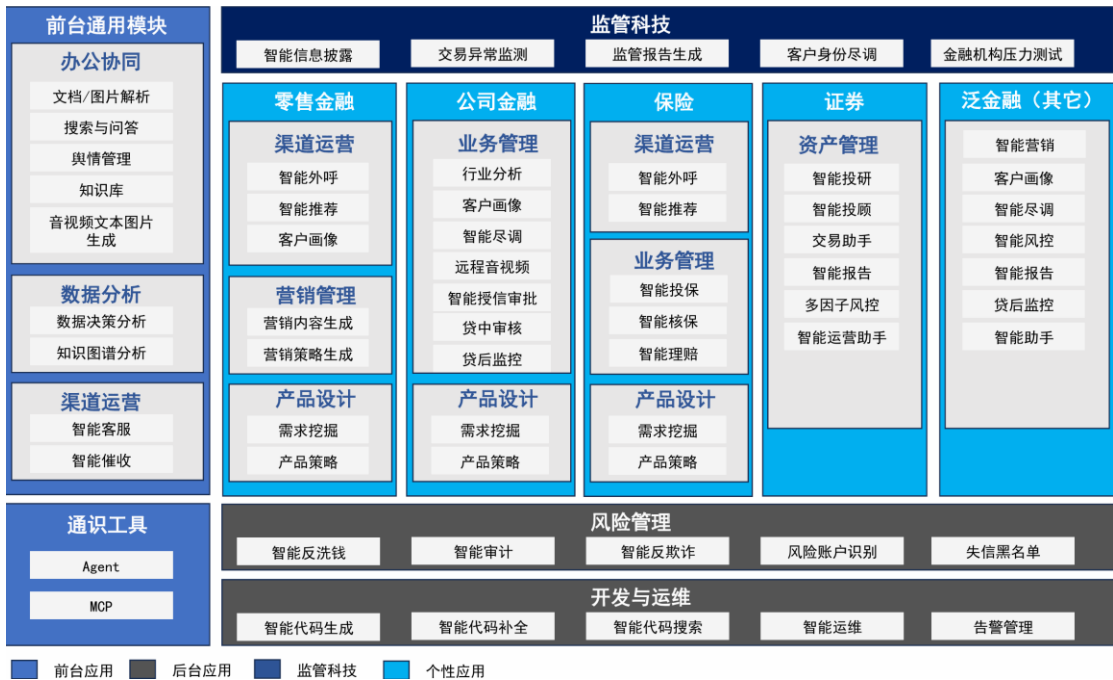 前台通用模块
办公协同
文档/图片解析
搜索与问答
舆情管理
知识库
音视频文本图片
生成
数据分析
数据决策分析
知识图谱分析
渠道运营
智能客服
智能催收
通识工具
Agent
MCP
监管科技
智能信息披露
交易异常监测
监管报告生成
客户身份尽调
金融机构压力测试
零售金融
渠道运营
智能外呼
智能推荐
客户画像
营销管理
营销内容生成
营销策略生成
产品设计
需求挖掘
产品策略
公司金融
业务管理
行业分析
客户画像
智能尽调
远程音视频
智能授信审批
贷中审核
贷后监控
产品设计
需求挖掘
产品策略
保险
渠道运营
智能外呼
智能推荐
业务管理
智能投保
智能核保
智能理赔
产品设计
需求挖掘
产品策略
证券
资产管理
智能投研
智能投顾
交易助手
智能报告
多因子风控
智能运营助手
泛金融（其它）
智能营销
客户画像
智能尽调
智能风控
智能报告
贷后监控
智能助手
风险管理
智能反洗钱
智能审计
智能反欺诈
风险账户识别
失信黑名单
开发与运维
智能代码生成
智能代码补全
智能代码搜索
智能运维
告警管理
前台应用
后台应用
监管科技
个性应用